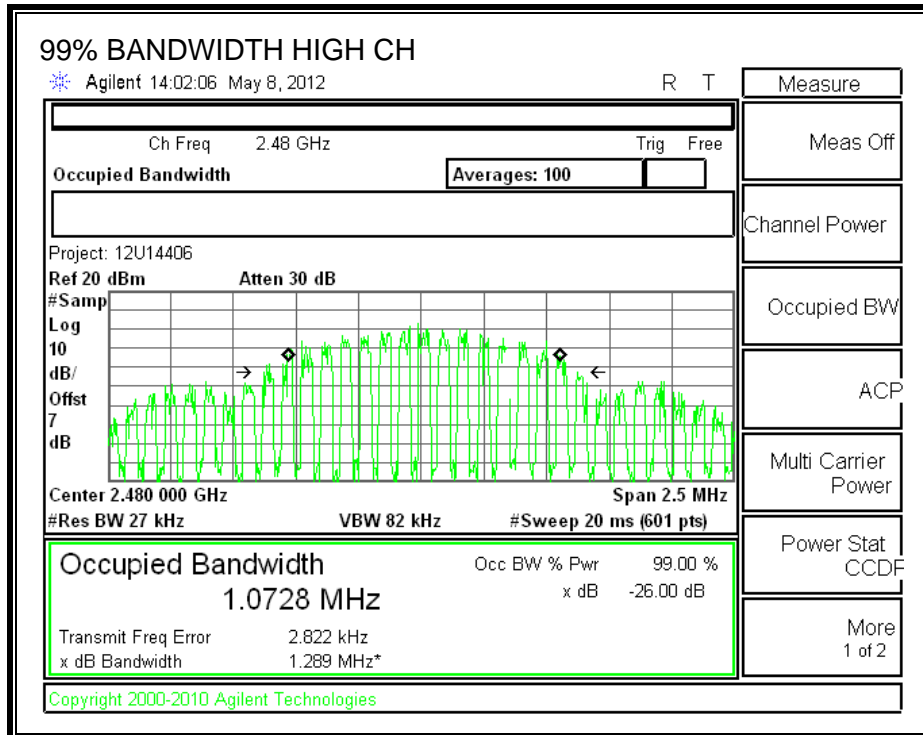 99% BANDWIDTH HIGH CH
Agilent 14:02:06 May 8, 2012 R T
Measure
Ch Freq 2.48 GHz Trig Free
Meas Off
Occupied Bandwidth Averages: 100
Channel Power
Project: 12U14406
Ref 20 dBm Atten 30 dB
#Samp
Log
10
dB/
Offst
7
dB
Occupied BW
ACP
Center 2.480 000 GHz Span 2.5 MHz
#Res BW 27 kHz VBW 82 kHz #Sweep 20 ms (601 pts)
Multi Carrier
Power
Occupied Bandwidth Occ BW % Pwr 99.00 %
1.0728 MHz x dB -26.00 dB
Transmit Freq Error 2.822 kHz
x dB Bandwidth 1.289 MHz*
Power Stat
CCDF
More
1 of 2
Copyright 2000-2010 Agilent Technologies